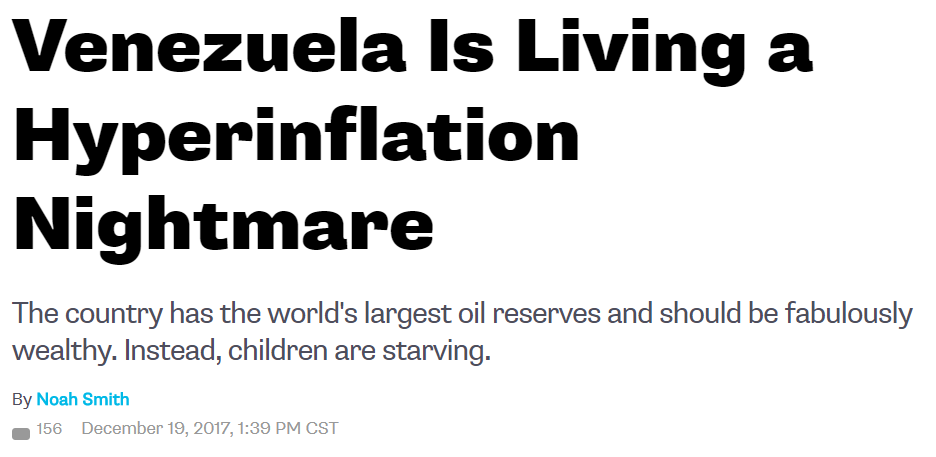 Venezuela Is Living a
Hyperinflation
Nightmare
The country has the world's largest oil reserves and should be fabulously
wealthy. Instead, children are starving.
By Noah Smith
156 December 19, 2017, 1:39 PM CST